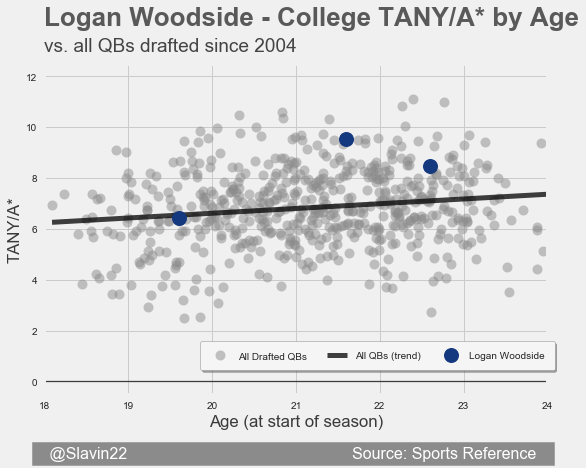 Logan Woodside - College TANY/A* by Age
vs. all QBs drafted since 2004
12
10
8
6
4
2
0
TANY/A*
All Drafted QBs
All QBs (trend)
Logan Woodside
18
19
20
21
22
23
24
Age (at start of season)
@Slavin22
Source: Sports Reference